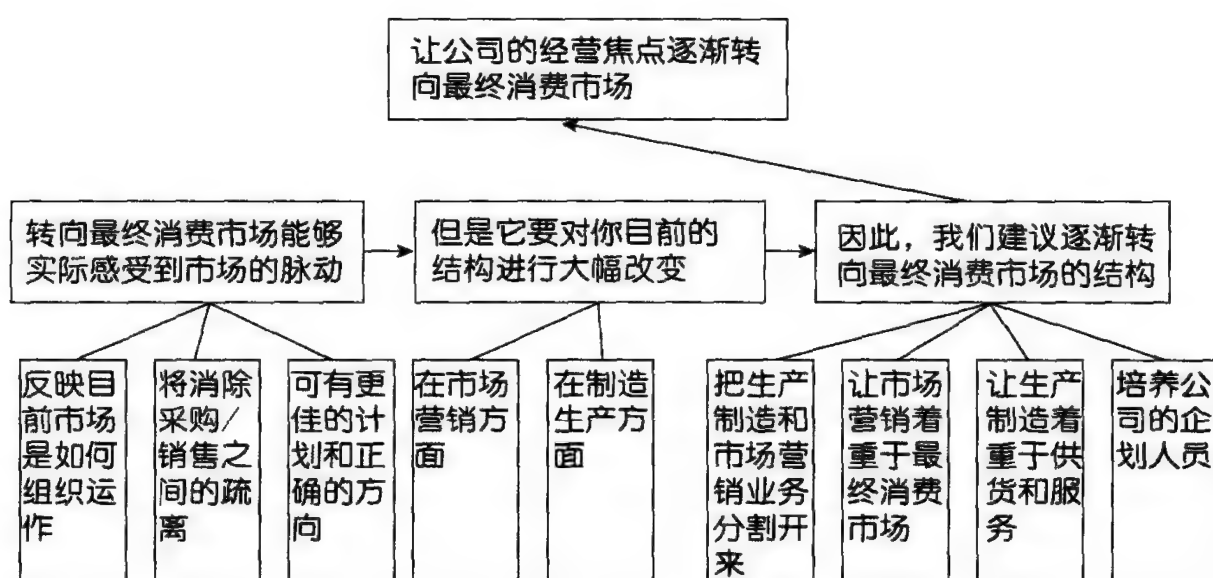 让公司的经营焦点逐渐转
向最终消费市场
转向最终消费市场能够
实际感受到市场的脉动
但是它要对你目前的
结构进行大幅改变
因此，我们建议逐渐转
向最终消费市场的结构
反映目
前市场
是如何
组织运
作
将消除
采购/
销售之
间的疏
离
可有更
佳的计
划和正
确的方
向
在市场
营销方
面
在制造
生产方
面
把生产
制造和
市场营
销业务
分割开
来
让市场
营销着
重于最
终消费
市场
让生产
制造着
重于供
货和服
务
培养公
司的企
划人员